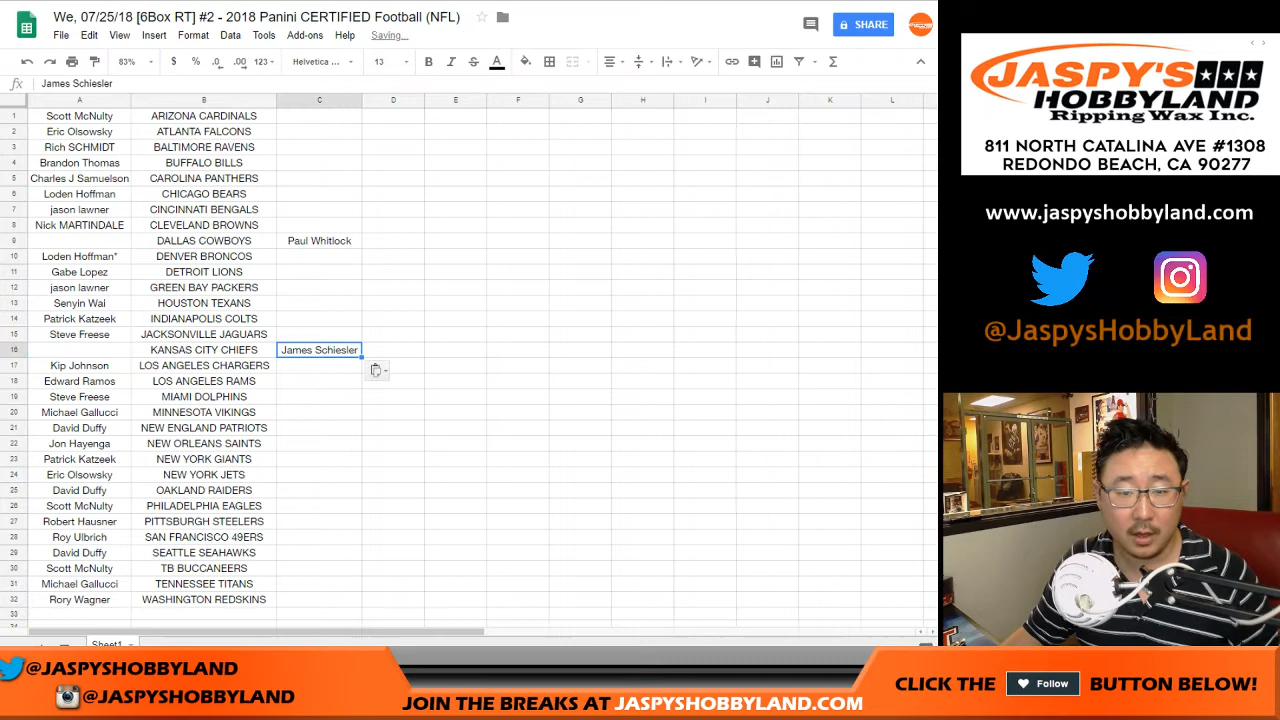 We, 07/25/18 [6Box RT] #2 - 2018 Panini CERTIFIED Football (NFL)
File Edit View Insert Format Data Tools Add-ons Help Saving...
SHARE
83% $ % .0 .00 123 Helvetica ... 13 B I S A
fx James Schiesler
A B C D E F G H I J K L
1 Scott McNulty ARIZONA CARDINALS
2 Eric Olsowsky ATLANTA FALCONS
3 Rich SCHMIDT BALTIMORE RAVENS
4 Brandon Thomas BUFFALO BILLS
5 Charles J Samuelson CAROLINA PANTHERS
6 Loden Hoffman CHICAGO BEARS
7 jason lawner CINCINNATI BENGALS
8 Nick MARTINDALE CLEVELAND BROWNS
9 DALLAS COWBOYS Paul Whitlock
10 Loden Hoffman* DENVER BRONCOS
11 Gabe Lopez DETROIT LIONS
12 jason lawner GREEN BAY PACKERS
13 Senyin Wai HOUSTON TEXANS
14 Patrick Katzeek INDIANAPOLIS COLTS
15 Steve Freese JACKSONVILLE JAGUARS
16 KANSAS CITY CHIEFS James Schiesler
17 Kip Johnson LOS ANGELES CHARGERS
18 Edward Ramos LOS ANGELES RAMS
19 Steve Freese MIAMI DOLPHINS
20 Michael Gallucci MINNESOTA VIKINGS
21 David Duffy NEW ENGLAND PATRIOTS
22 Jon Hayenga NEW ORLEANS SAINTS
23 Patrick Katzeek NEW YORK GIANTS
24 Eric Olsowsky NEW YORK JETS
25 David Duffy OAKLAND RAIDERS
26 Scott McNulty PHILADELPHIA EAGLES
27 Robert Hausner PITTSBURGH STEELERS
28 Roy Ulbrich SAN FRANCISCO 49ERS
29 David Duffy SEATTLE SEAHAWKS
30 Scott McNulty TB BUCCANEERS
31 Michael Gallucci TENNESSEE TITANS
32 Rory Wagner WASHINGTON REDSKINS
33
Sheet1
JASPY'S
HOBBYLAND
Ripping Wax Inc.
811 NORTH CATALINA AVE #1308
REDONDO BEACH, CA 90277
www.jaspyshobbyland.com
@JaspysHobbyLand
@JASPYSHOBBYLAND
@JASPYSHOBBYLAND
JOIN THE BREAKS AT JASPYSHOBBYLAND.COM
CLICK THE Follow BUTTON BELOW!